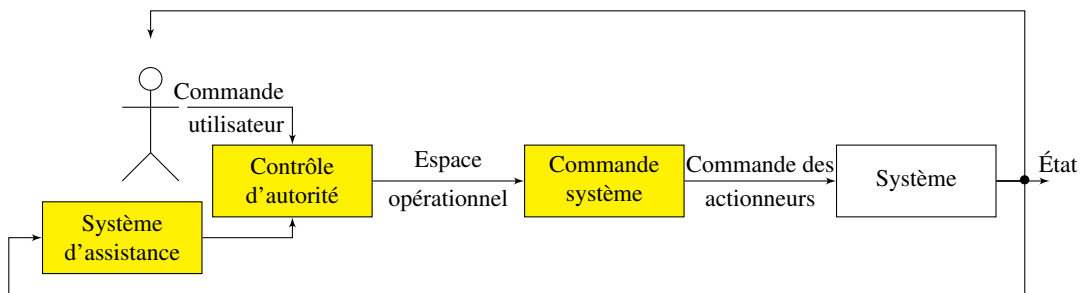 Commande
utilisateur
Contrôle
d'autorité
Espace
opérationnel
Commande
système
Commande des
actionneurs
Système
État
Système
d'assistance